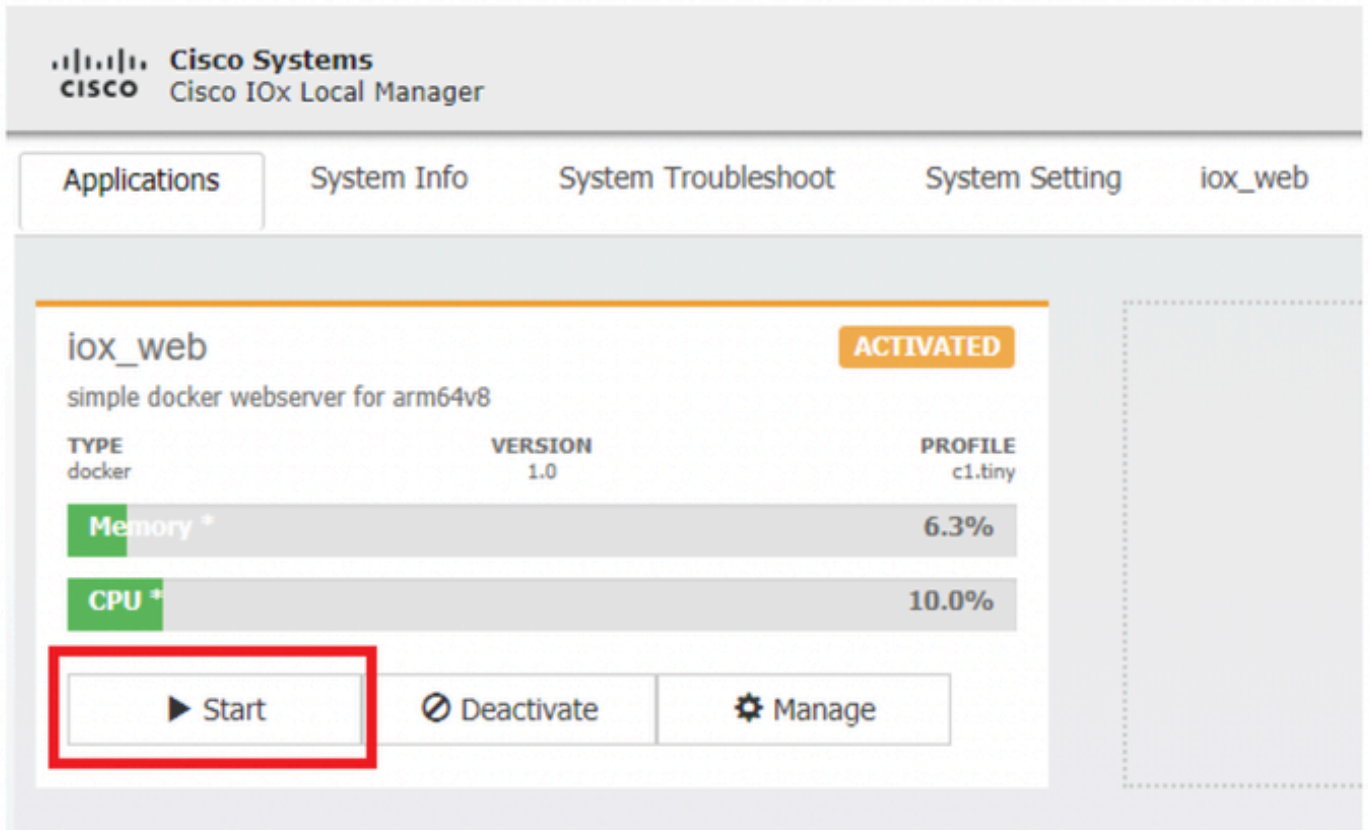 Cisco Systems
CISCO Cisco IOx Local Manager
Applications System Info System Troubleshoot System Setting iox_web
iox_web ACTIVATED
simple docker webserver for arm64v8
TYPE VERSION PROFILE
docker 1.0 c1.tiny
Memory * 6.3%
CPU * 10.0%
Start Deactivate Manage